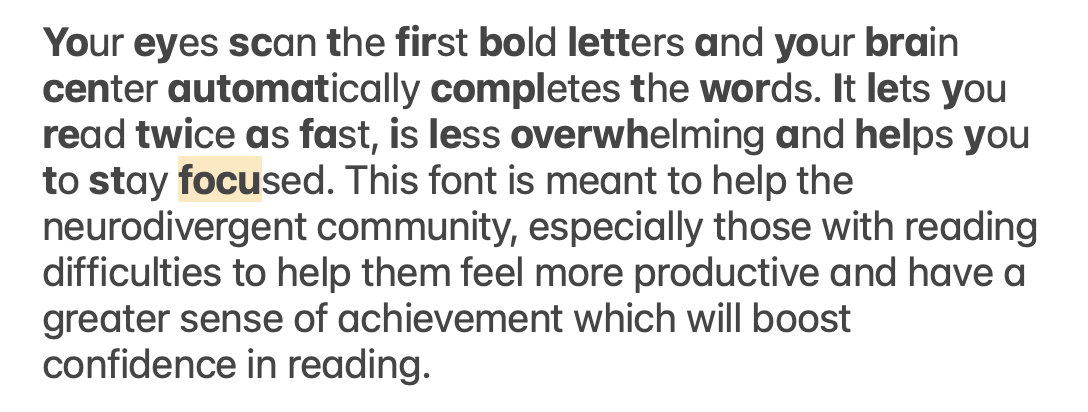 Your eyes scan the first bold letters and your brain
center automatically completes the words. It lets you
read twice as fast, is less overwhelming and helps you
to stay focused. This font is meant to help the
neurodivergent community, especially those with reading
difficulties to help them feel more productive and have a
greater sense of achievement which will boost
confidence in reading.